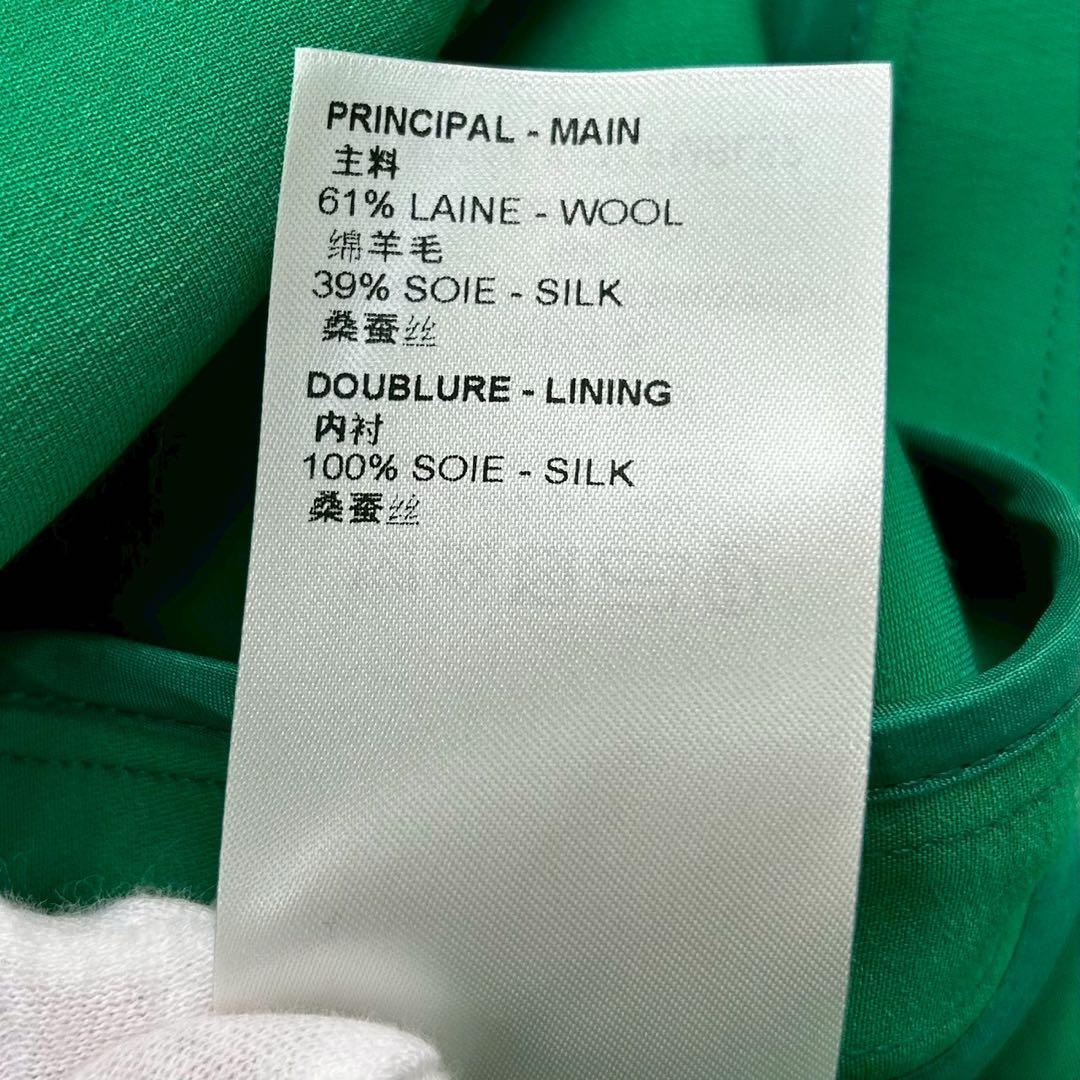 PRINCIPAL - MAIN
主料
61% LAINE - WOOL
绵羊毛
39% SOIE - SILK
桑蚕丝
DOUBLURE - LINING
内衬
100% SOIE - SILK
桑蚕丝